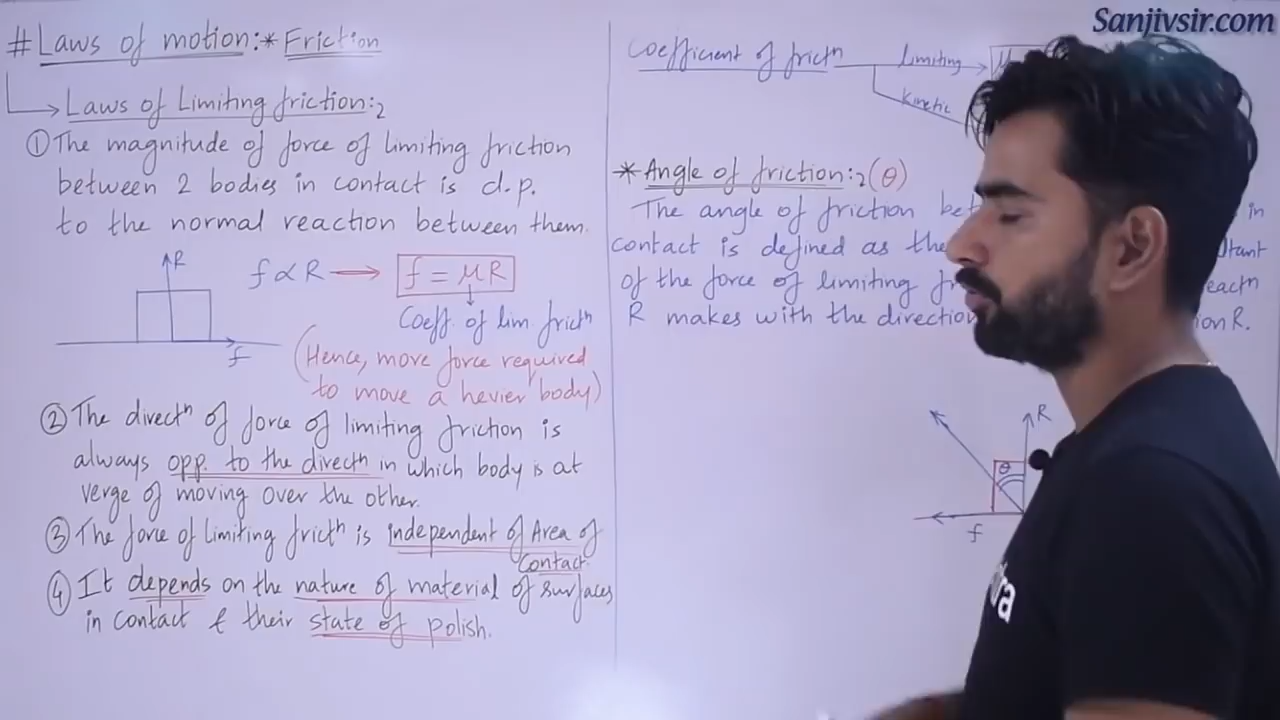 Sanjivsir.com
# Laws of motion:* Friction
Laws of Limiting friction:
① The magnitude of force of limiting friction
between 2 bodies in contact is d.p.
to the normal reaction between them.
R
f ∝ R → f = μR
f
Coeff. of lim. fricth
(Hence, more force required
to move a hevier body)
② The directn of force of limiting friction is
always opp. to the directn in which body is at
verge of moving over the other.
③ The force of limiting fricth is independent of Area of
Contact.
④ It depends on the nature of material of surfaces
in contact & their state of polish.
Coefficient of frictn
limiting
kinetic
* Angle of friction: (θ)
The angle of friction in
contact is defined as the
of the force of limiting eactn
R makes with the direction R.
R
θ
f